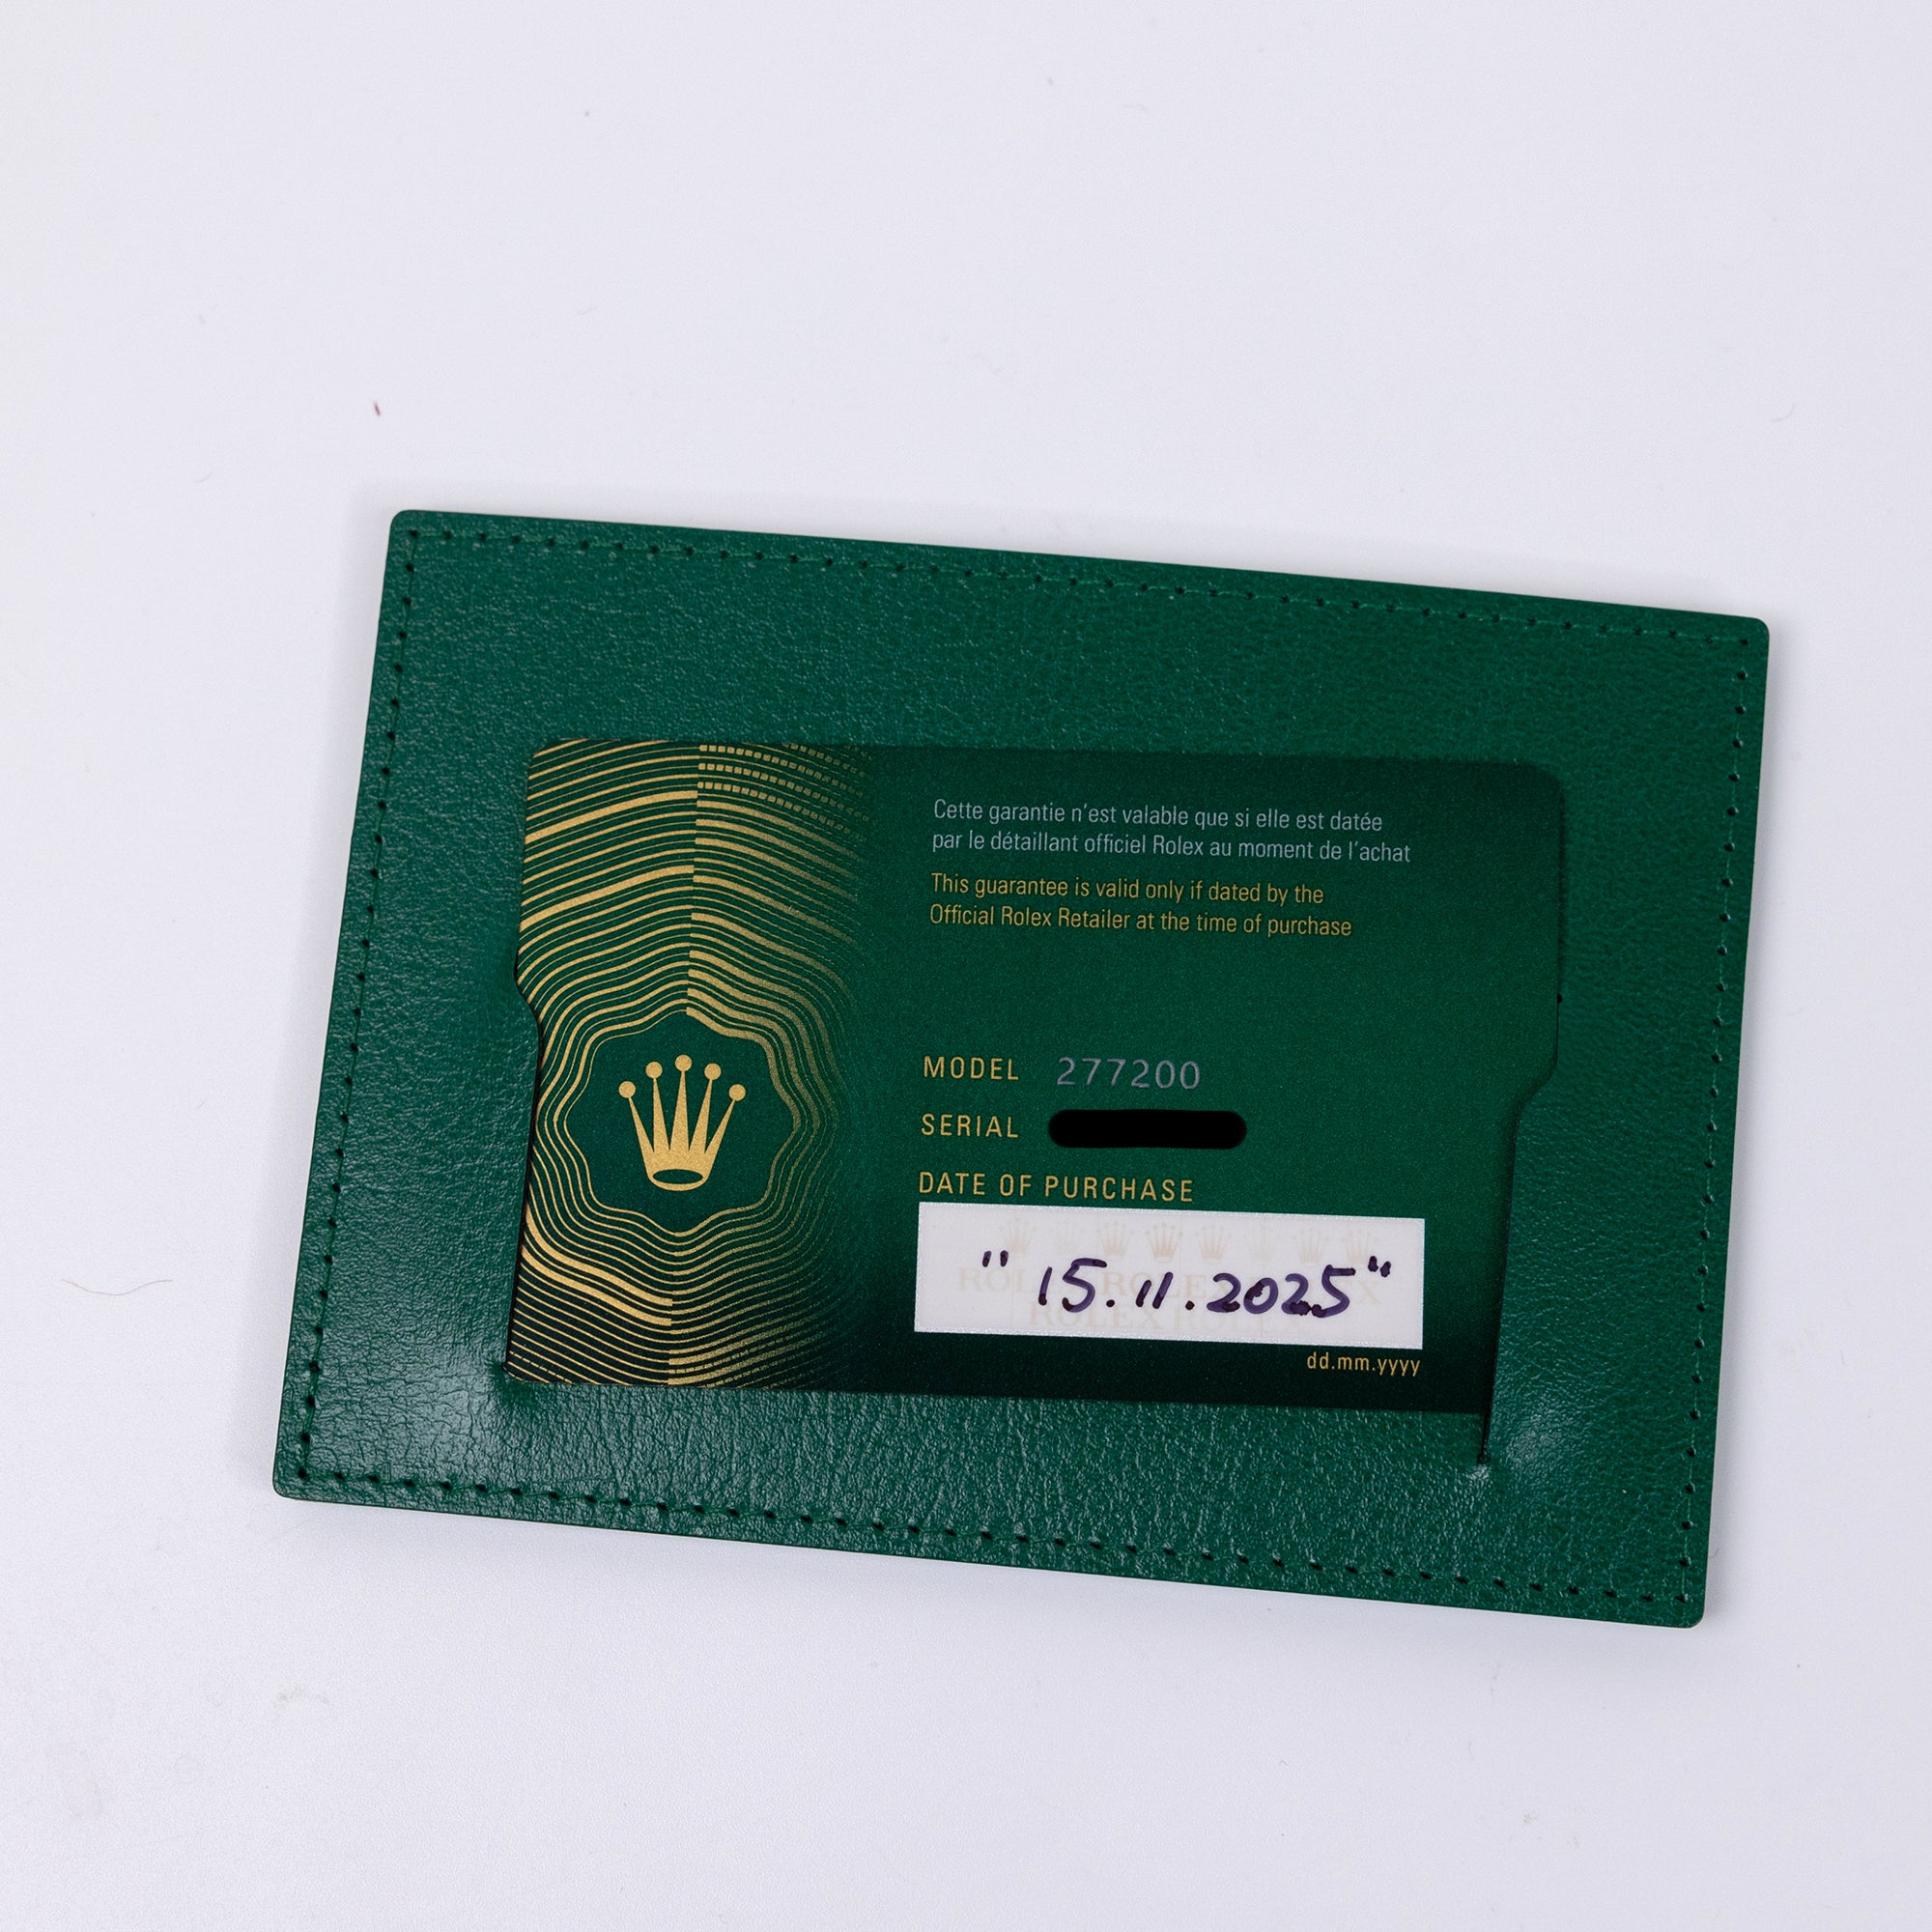 Cette garantie n'est valable que si elle est datée
par le détaillant officiel Rolex au moment de l'achat
This guarantee is valid only if dated by the
Official Rolex Retailer at the time of purchase
MODEL 277200
SERIAL
DATE OF PURCHASE
" 15.11.2025"
dd.mm.yyyy